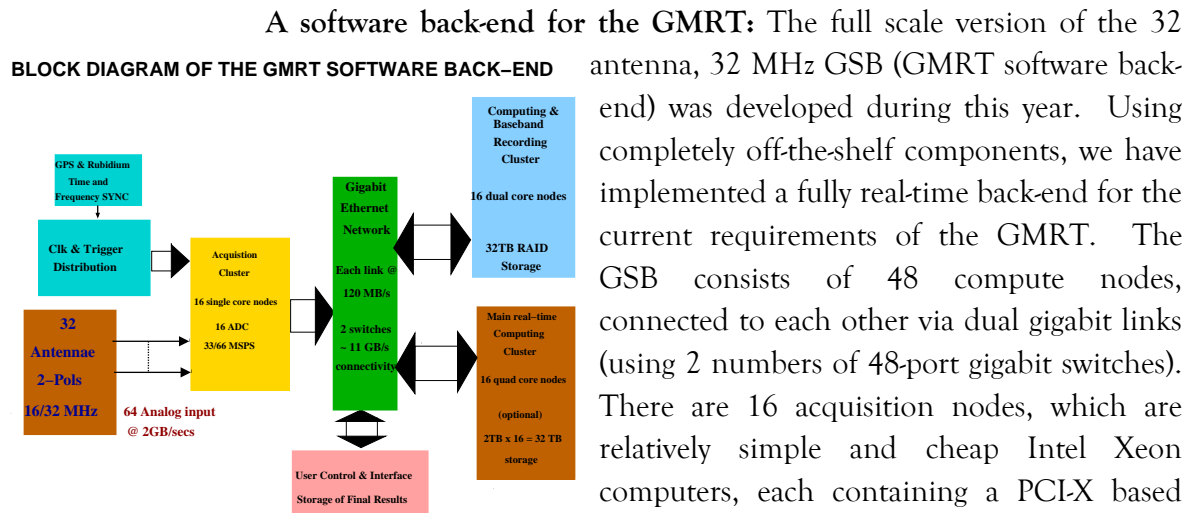 A software back-end for the GMRT: The full scale version of the 32
antenna, 32 MHz GSB (GMRT software back-
end) was developed during this year. Using
completely off-the-shelf components, we have
implemented a fully real-time back-end for the
current requirements of the GMRT. The
GSB consists of 48 compute nodes,
connected to each other via dual gigabit links
(using 2 numbers of 48-port gigabit switches).
There are 16 acquisition nodes, which are
relatively simple and cheap Intel Xeon
computers, each containing a PCI-X based
BLOCK DIAGRAM OF THE GMRT SOFTWARE BACK−END
GPS & Rubidium
Time and
Frequency SYNC
Clk & Trigger
Distribution
32
Antennae
2−Pols
16/32 MHz
64 Analog input
@ 2GB/secs
Acquistion
Cluster
16 single core nodes
16 ADC
33/66 MSPS
Gigabit
Ethernet
Network
Each link @
120 MB/s
2 switches
~ 11 GB/s
connectivity
Computing &
Baseband
Recording
Cluster
16 dual core nodes
32TB RAID
Storage
Main real−time
Computing
Cluster
16 quad core nodes
(optional)
2TB x 16 = 32 TB
storage
User Control & Interface
Storage of Final Results